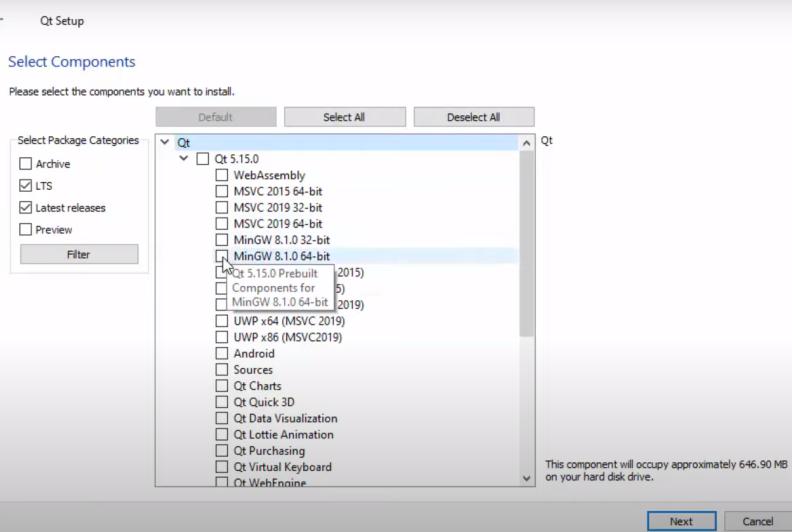 Qt Setup
Select Components
Please select the components you want to install.
Default
Select All
Deselect All
Select Package Categories
Archive
LTS
Latest releases
Preview
Filter
Qt
Qt 5.15.0
WebAssembly
MSVC 2015 64-bit
MSVC 2019 32-bit
MSVC 2019 64-bit
MinGW 8.1.0 32-bit
MinGW 8.1.0 64-bit
2015)
5)
2019)
Qt 5.15.0 Prebuilt
Components for
MinGW 8.1.0 64-bit
UWP x64 (MSVC 2019)
UWP x86 (MSVC2019)
Android
Sources
Qt Charts
Qt Quick 3D
Qt Data Visualization
Qt Lottie Animation
Qt Purchasing
Qt Virtual Keyboard
Qt WebEngine
Qt
This component will occupy approximately 646.90 MB
on your hard disk drive.
Next
Cancel